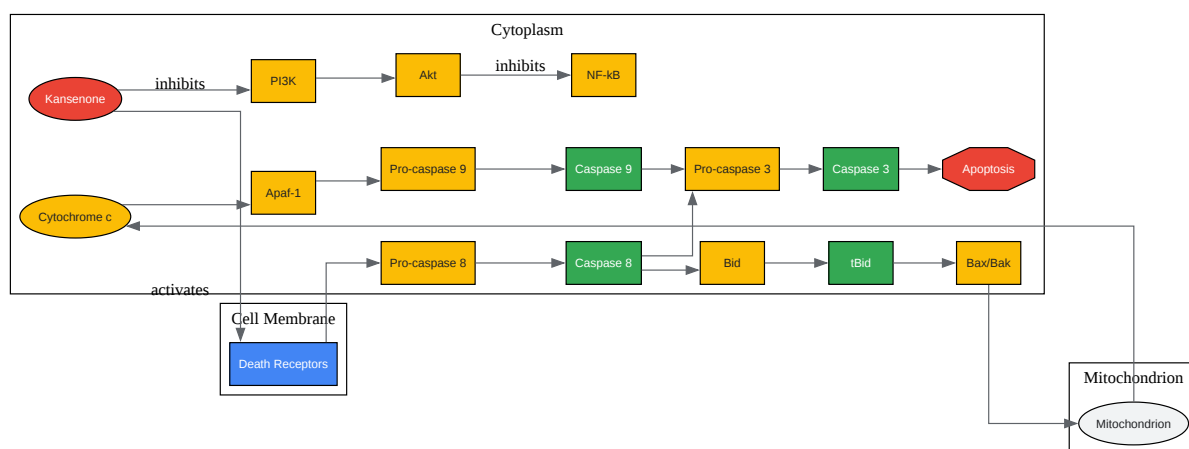 Cytoplasm
Kansenone
inhibits
PI3K
Akt
inhibits
NF-kB
Cytochrome c
Apaf-1
Pro-caspase 9
Caspase 9
Pro-caspase 3
Caspase 3
Apoptosis
Pro-caspase 8
Caspase 8
Bid
tBid
Bax/Bak
activates
Cell Membrane
Death Receptors
Mitochondrion
Mitochondrion